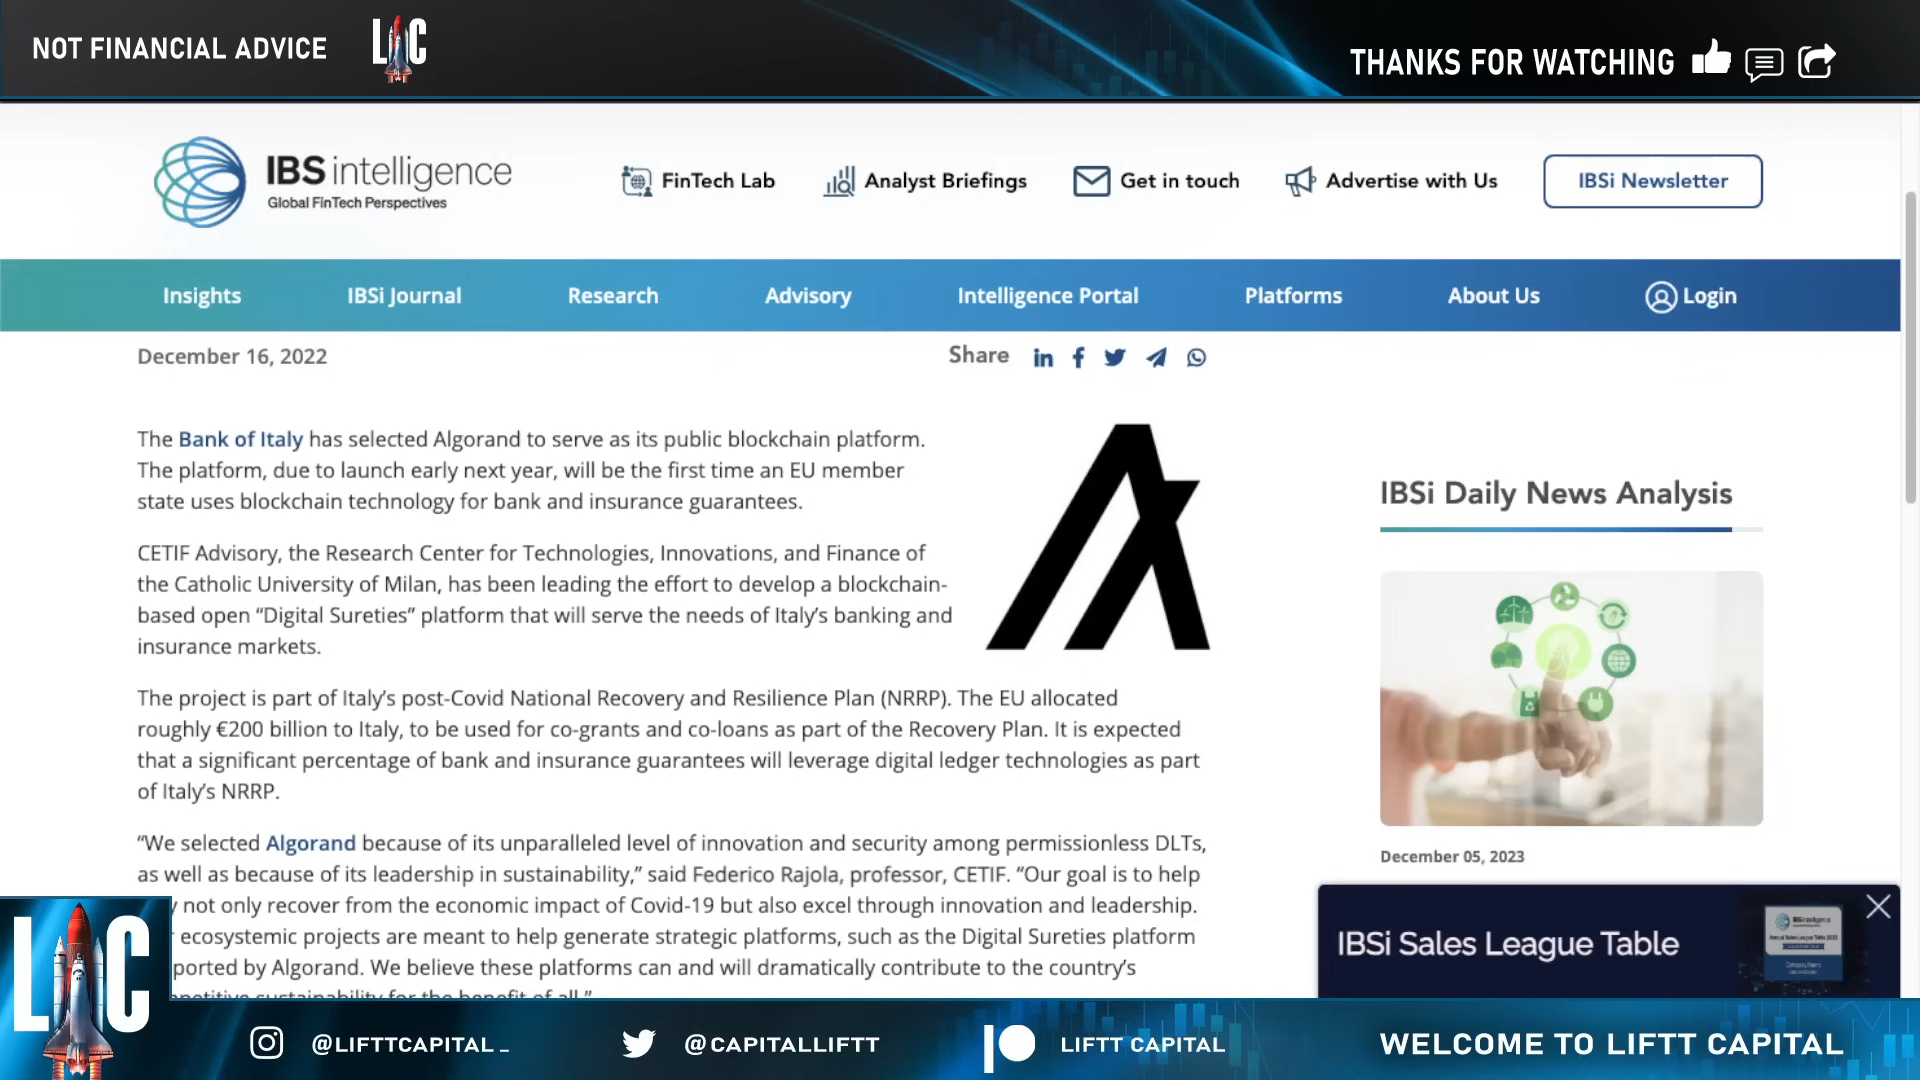 NOT FINANCIAL ADVICE
LC
THANKS FOR WATCHING
IBS intelligence
Global FinTech Perspectives
FinTech Lab
Analyst Briefings
Get in touch
Advertise with Us
IBSi Newsletter
Insights
IBSi Journal
Research
Advisory
Intelligence Portal
Platforms
About Us
Login
December 16, 2022
Share
The Bank of Italy has selected Algorand to serve as its public blockchain platform.
The platform, due to launch early next year, will be the first time an EU member
state uses blockchain technology for bank and insurance guarantees.
CETIF Advisory, the Research Center for Technologies, Innovations, and Finance of
the Catholic University of Milan, has been leading the effort to develop a blockchain-
based open “Digital Sureties” platform that will serve the needs of Italy’s banking and
insurance markets.
The project is part of Italy’s post-Covid National Recovery and Resilience Plan (NRRP). The EU allocated
roughly €200 billion to Italy, to be used for co-grants and co-loans as part of the Recovery Plan. It is expected
that a significant percentage of bank and insurance guarantees will leverage digital ledger technologies as part
of Italy’s NRRP.
“We selected Algorand because of its unparalleled level of innovation and security among permissionless DLTs,
as well as because of its leadership in sustainability,” said Federico Rajola, professor, CETIF. “Our goal is to help
not only recover from the economic impact of Covid-19 but also excel through innovation and leadership.
ecosystemic projects are meant to help generate strategic platforms, such as the Digital Sureties platform
ported by Algorand. We believe these platforms can and will dramatically contribute to the country’s
sustainability for the benefit of all.”
IBSi Daily News Analysis
December 05, 2023
IBSi Sales League Table
LC
@LIFTTCAPITAL_
@CAPITALLIFTT
LIFTT CAPITAL
WELCOME TO LIFTT CAPITAL